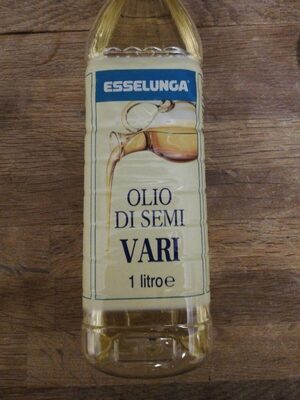 ESSELUNGA
OLIO
DI SEMI
VARI
1 litro e